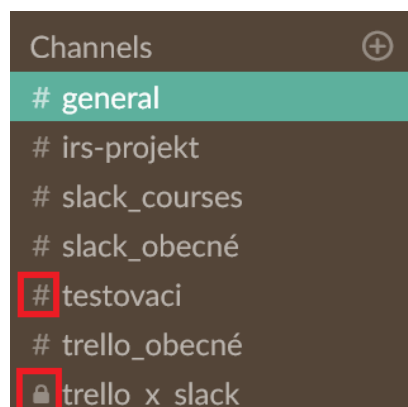 Channels
# general
# irs-projekt
# slack_courses
# slack_obecné
# testovaci
# trello_obecné
trello_x_slack